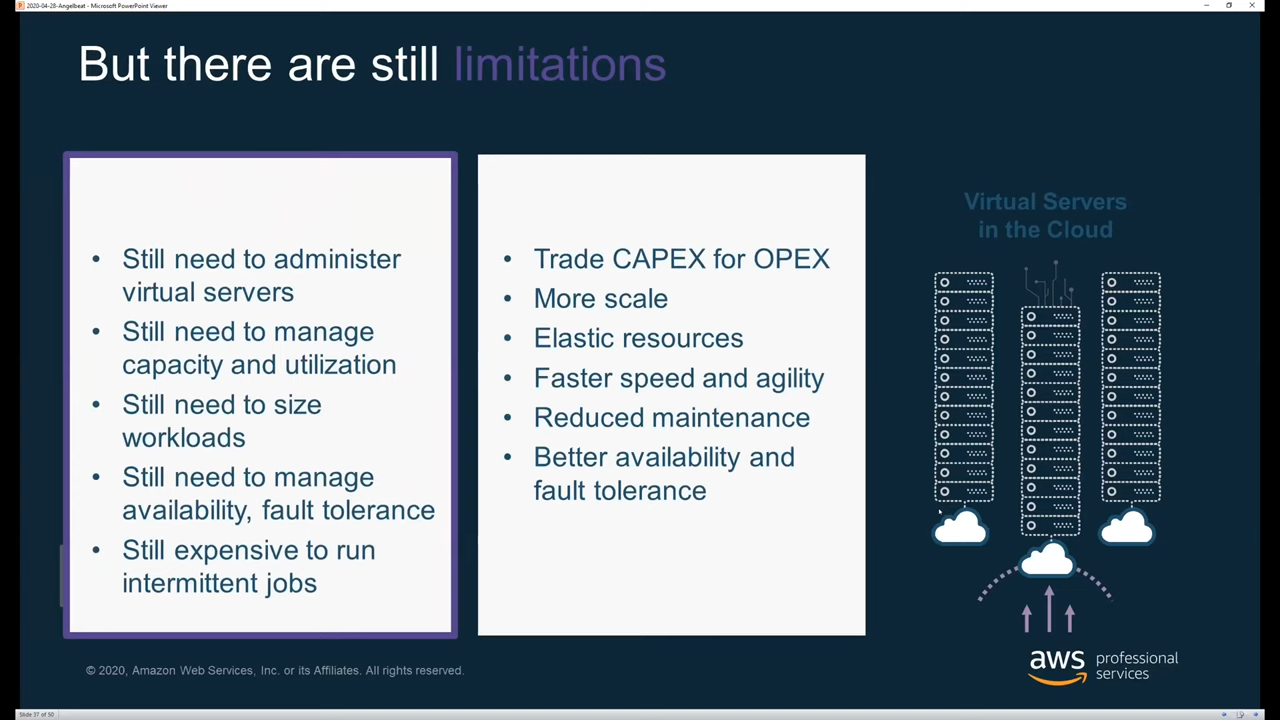 2020-04-28-Angelbeat - Microsoft PowerPoint Viewer
But there are still limitations
• Still need to administer
virtual servers
• Still need to manage
capacity and utilization
• Still need to size
workloads
• Still need to manage
availability, fault tolerance
• Still expensive to run
intermittent jobs
• Trade CAPEX for OPEX
• More scale
• Elastic resources
• Faster speed and agility
• Reduced maintenance
• Better availability and
fault tolerance
Virtual Servers
in the Cloud
© 2020, Amazon Web Services, Inc. or its Affiliates. All rights reserved.
aws professional
services
Slide 37 of 50